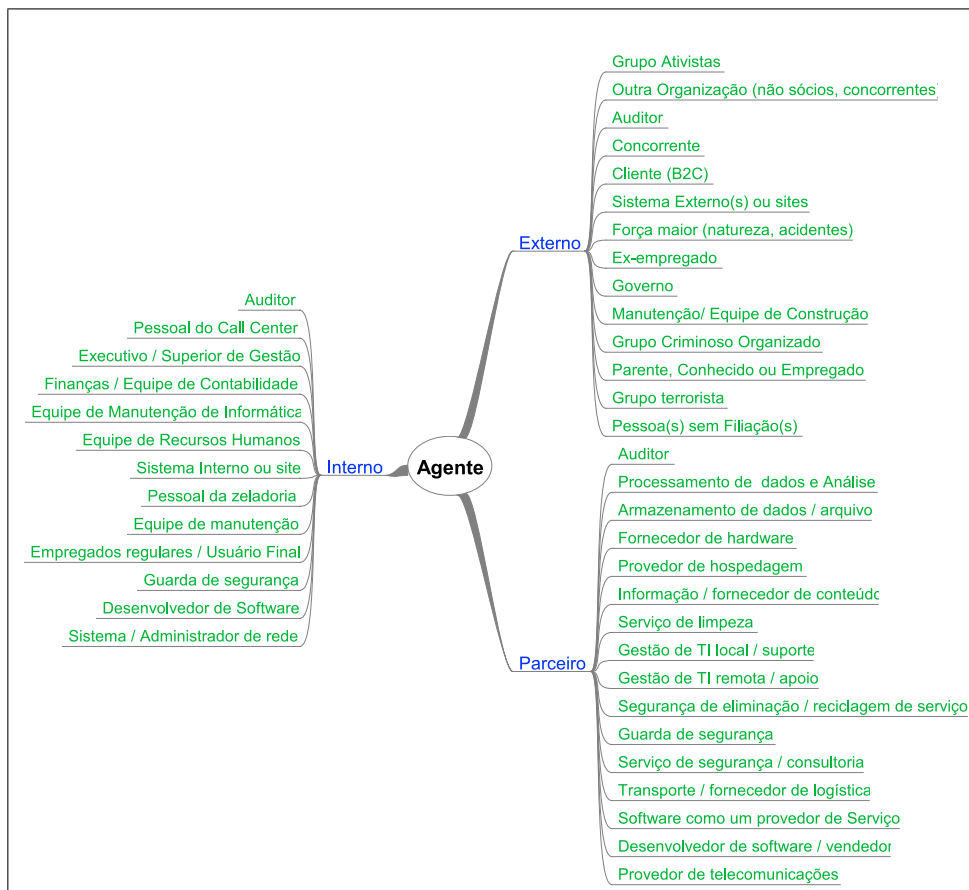 Agente
Externo
Grupo Ativistas
Outra Organização (não sócios, concorrentes)
Auditor
Concorrente
Cliente (B2C)
Sistema Externo(s) ou sites
Força maior (natureza, acidentes)
Ex-empregado
Governo
Manutenção/ Equipe de Construção
Grupo Criminoso Organizado
Parente, Conhecido ou Empregado
Grupo terrorista
Pessoa(s) sem Filiação(s)
Interno
Auditor
Pessoal do Call Center
Executivo / Superior de Gestão
Finanças / Equipe de Contabilidade
Equipe de Manutenção de Informática
Equipe de Recursos Humanos
Sistema Interno ou site
Pessoal da zeladoria
Equipe de manutenção
Empregados regulares / Usuário Final
Guarda de segurança
Desenvolvedor de Software
Sistema / Administrador de rede
Parceiro
Auditor
Processamento de dados e Análise
Armazenamento de dados / arquivo
Fornecedor de hardware
Provedor de hospedagem
Informação / fornecedor de conteúdo
Serviço de limpeza
Gestão de TI local / suporte
Gestão de TI remota / apoio
Segurança de eliminação / reciclagem de serviço
Guarda de segurança
Serviço de segurança / consultoria
Transporte / fornecedor de logística
Software como um provedor de Serviço
Desenvolvedor de software / vendedor
Provedor de telecomunicações